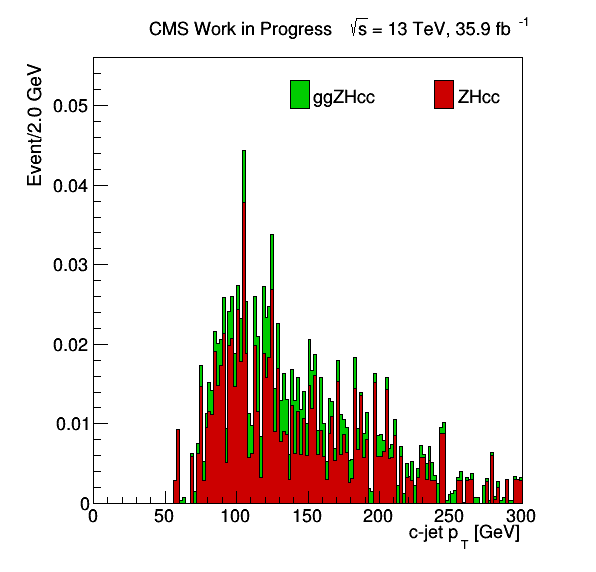 CMS Work in Progress √s = 13 TeV, 35.9 fb -1
ggZHcc ZHcc
Event/2.0 GeV
0.05
0.04
0.03
0.02
0.01
0
0 50 100 150 200 250 300
c-jet pT [GeV]